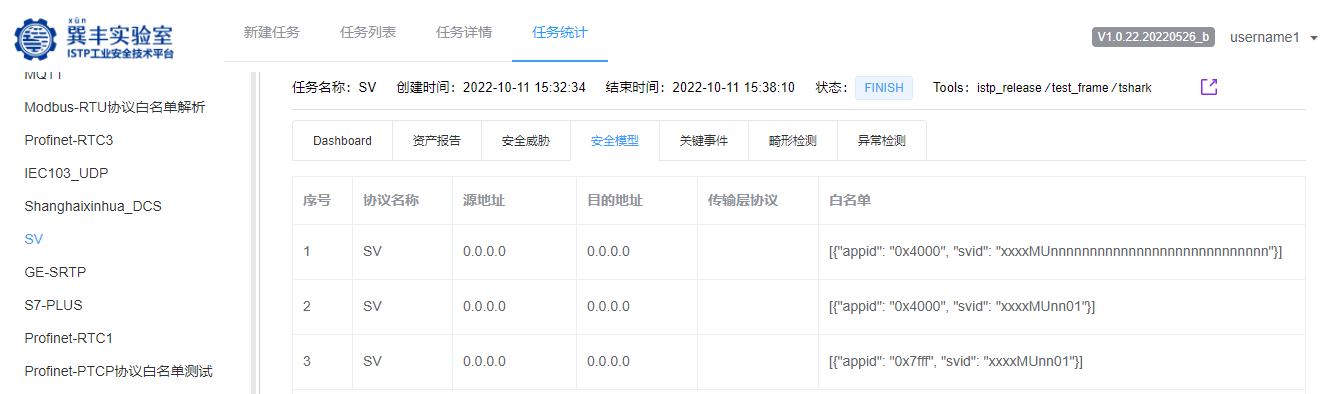 xùn
巽丰实验室
ISTP工业安全技术平台
新建任务 任务列表 任务详情 任务统计
V1.0.22.20220526_b username1
MQTT
Modbus-RTU协议白名单解析
Profinet-RTC3
IEC103_UDP
Shanghaixinhua_DCS
SV
GE-SRTP
S7-PLUS
Profinet-RTC1
Profinet-PTCP协议白名单测试
任务名称：SV 创建时间：2022-10-11 15:32:34 结束时间：2022-10-11 15:38:10 状态： FINISH Tools：istp_release /test_frame /tshark
Dashboard 资产报告 安全威胁 安全模型 关键事件 畸形检测 异常检测
序号 协议名称 源地址 目的地址 传输层协议 白名单
1 SV 0.0.0.0 0.0.0.0 [{"appid": "0x4000", "svid": "xxxxMUnnnnnnnnnnnnnnnnnnnnnnnnnnnn"}]
2 SV 0.0.0.0 0.0.0.0 [{"appid": "0x4000", "svid": "xxxxMUnn01"}]
3 SV 0.0.0.0 0.0.0.0 [{"appid": "0x7fff", "svid": "xxxxMUnn01"}]